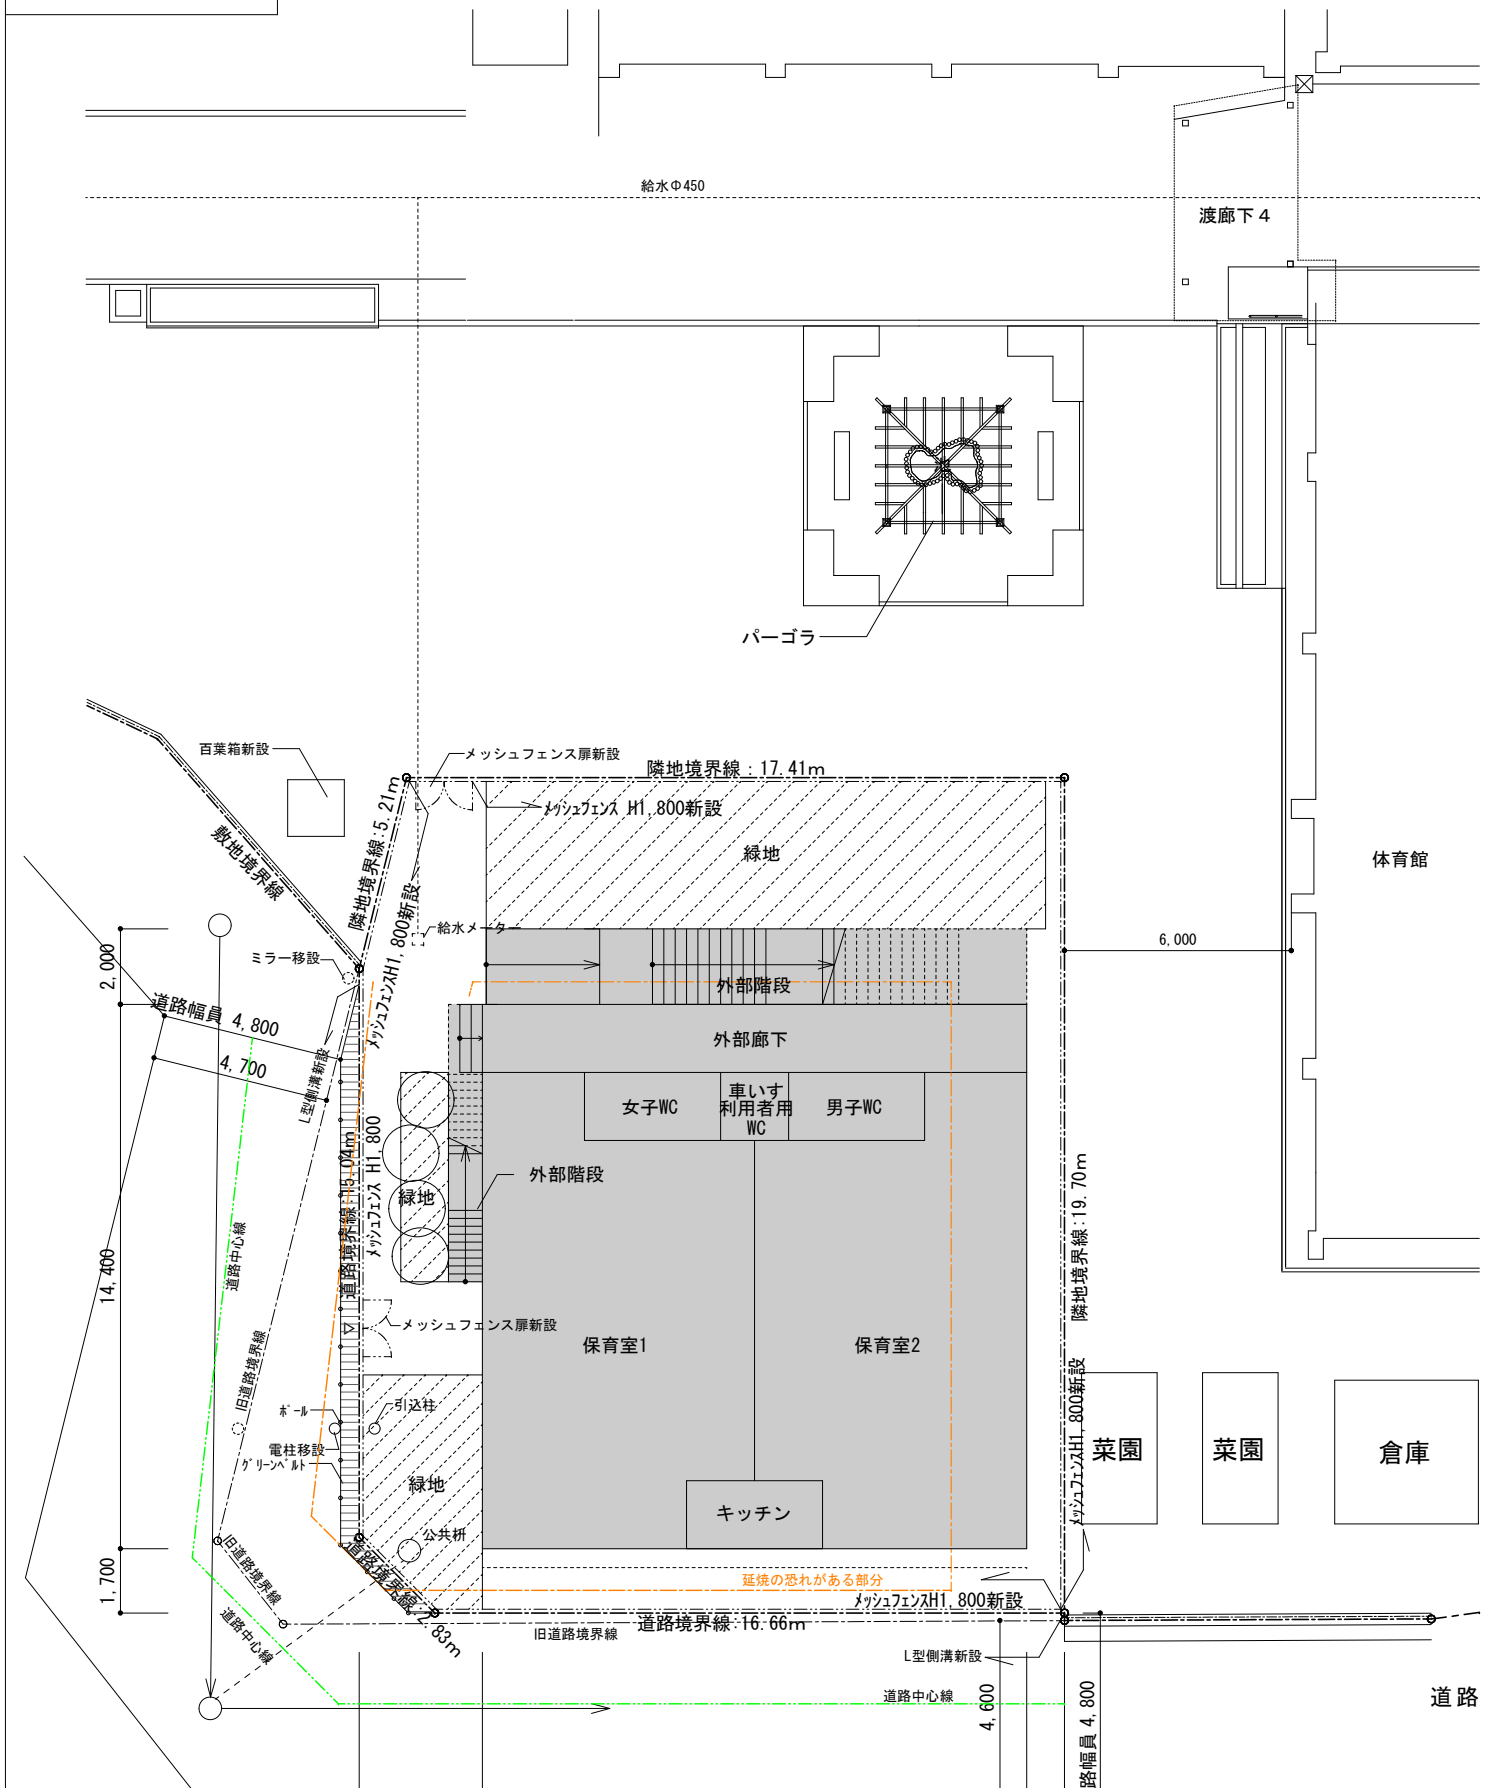 給水Φ450
渡廊下４
パーゴラ
百葉箱新設
メッシュフェンス扉新設
隣地境界線：17.41m
隣地境界線:5.21m
メッシュフェンス H1,800新設
敷地境界線
緑地
体育館
メッシュフェンスH1,800新設
給水メーター
6,000
2,000
ミラー移設
外部階段
道路幅員 4,800
外部廊下
4,700
L型側溝新設
女子WC
車いす
利用者用
WC
男子WC
道路境界線:15.04m
メッシュフェンス H1,800
外部階段
緑地
14,400
道路中心線
隣地境界線:19.70m
メッシュフェンス扉新設
保育室1
保育室2
旧道路境界線
メッシュフェンスH1,800新設
ポール
引込柱
電柱移設
グリーンベルト
菜園
菜園
倉庫
緑地
キッチン
公共桝
旧道路境界線
道路境界線:2.83m
1,700
延焼の恐れがある部分
メッシュフェンスH1,800新設
道路中心線
旧道路境界線
道路境界線:16.66m
L型側溝新設
道路中心線
4,600
路幅員 4,800
道路